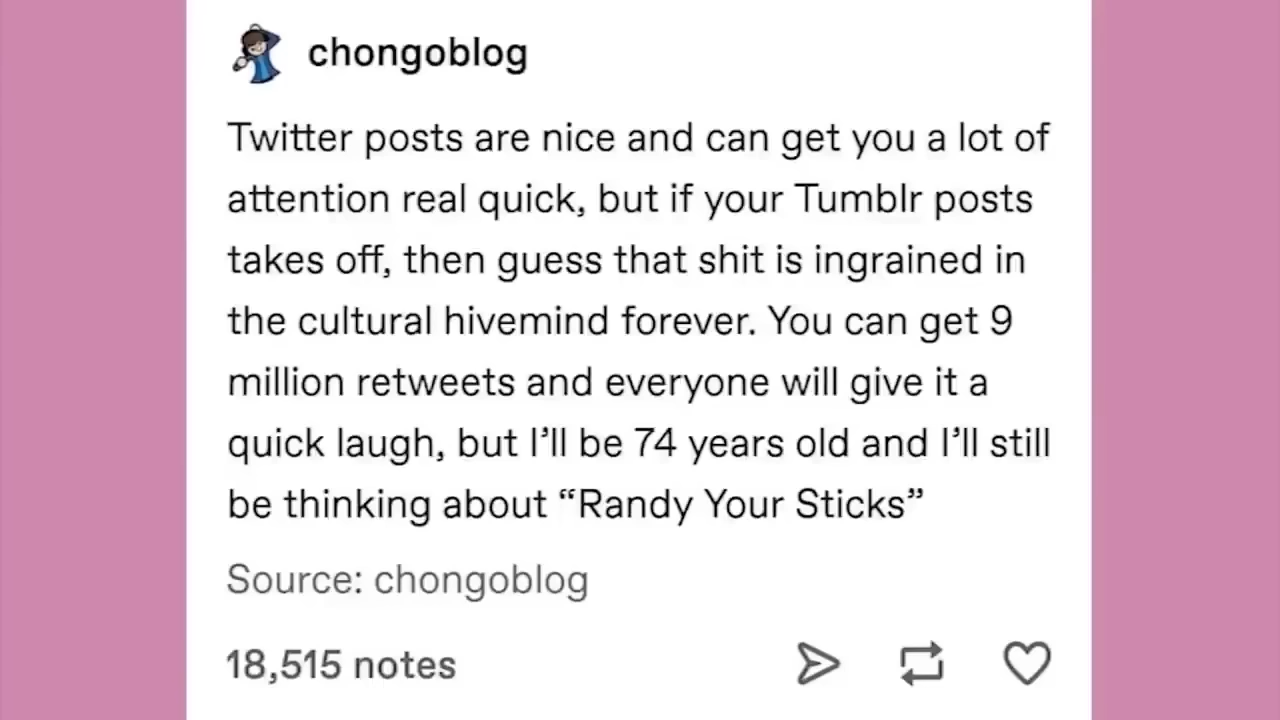 chongoblog
Twitter posts are nice and can get you a lot of
attention real quick, but if your Tumblr posts
takes off, then guess that shit is ingrained in
the cultural hivemind forever. You can get 9
million retweets and everyone will give it a
quick laugh, but I’ll be 74 years old and I’ll still
be thinking about “Randy Your Sticks”
Source: chongoblog
18,515 notes